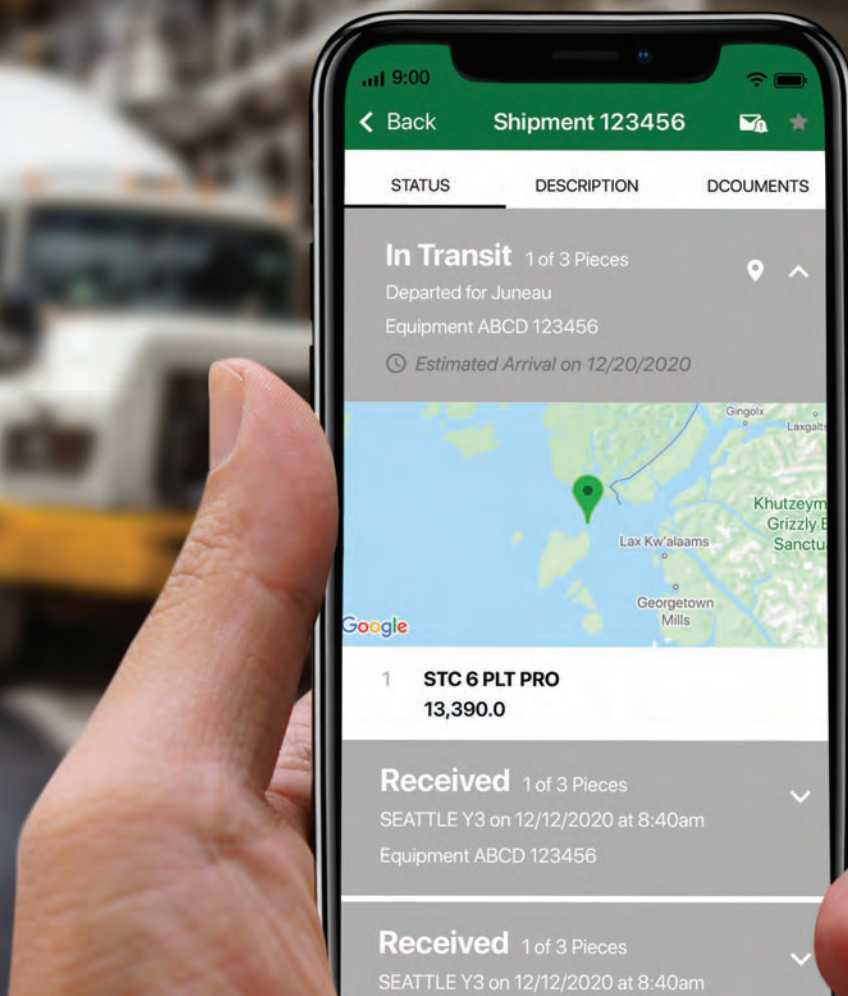 9:00
Back Shipment 123456
STATUS DESCRIPTION DCOUMENTS
In Transit 1 of 3 Pieces
Departed for Juneau
Equipment ABCD 123456
Estimated Arrival on 12/20/2020
Gingolx
Laxgalts
Khutzeym
Grizzly B
Sanctu
Lax Kw'alaams
Georgetown
Mills
Google
1 STC 6 PLT PRO
13,390.0
Received 1 of 3 Pieces
SEATTLE Y3 on 12/12/2020 at 8:40am
Equipment ABCD 123456
Received 1 of 3 Pieces
SEATTLE Y3 on 12/12/2020 at 8:40am